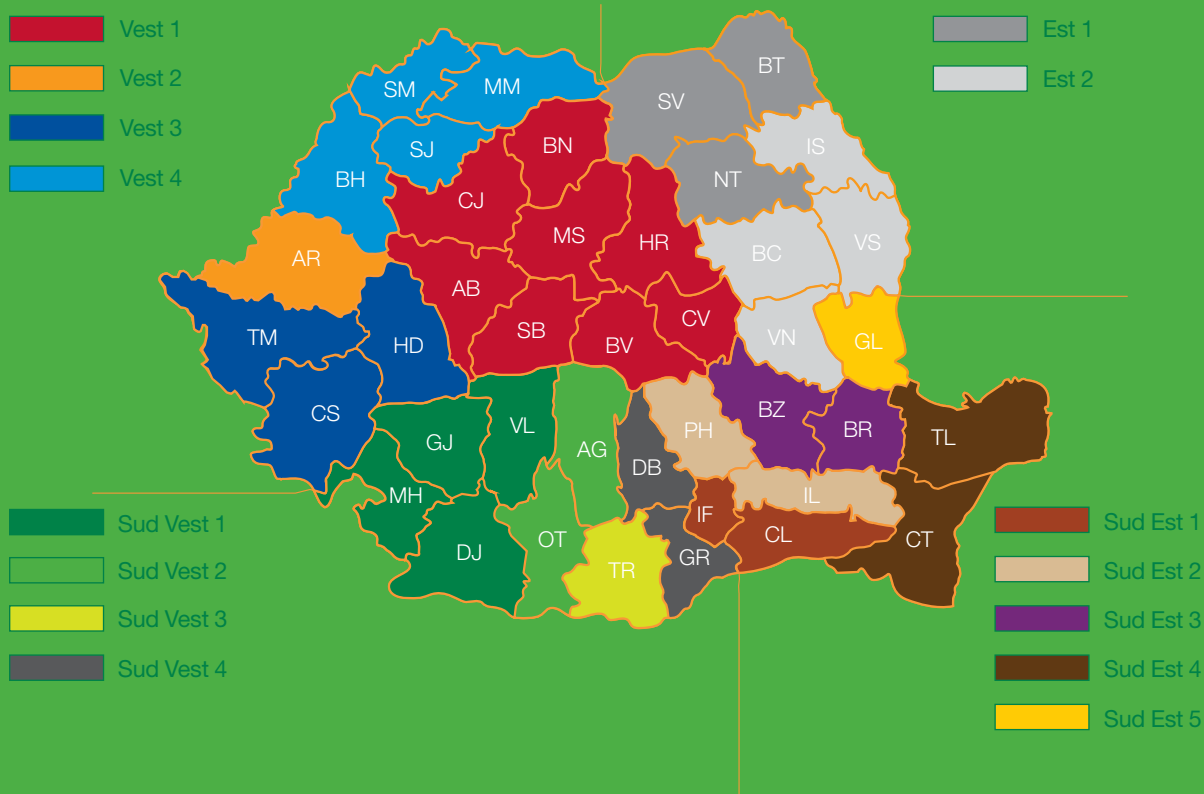 Vest 1
Vest 2
Vest 3
Vest 4
Est 1
Est 2
BT
SV
MM
SM
IS
BN
SJ
NT
BH
CJ
MS
HR
VS
BC
AR
AB
CV
SB
BV
VN
GL
TM
HD
CS
BZ
BR
TL
VL
PH
GJ
AG
DB
MH
IL
IF
CL
CT
OT
DJ
GR
TR
Sud Vest 1
Sud Vest 2
Sud Vest 3
Sud Vest 4
Sud Est 1
Sud Est 2
Sud Est 3
Sud Est 4
Sud Est 5